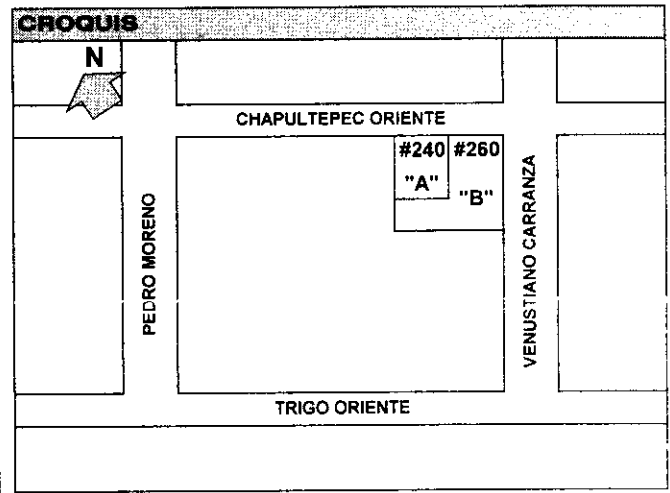 CROQUIS
N
CHAPULTEPEC ORIENTE
#240 #260
"A"
"B"
PEDRO MORENO
VENUSTIANO CARRANZA
TRIGO ORIENTE